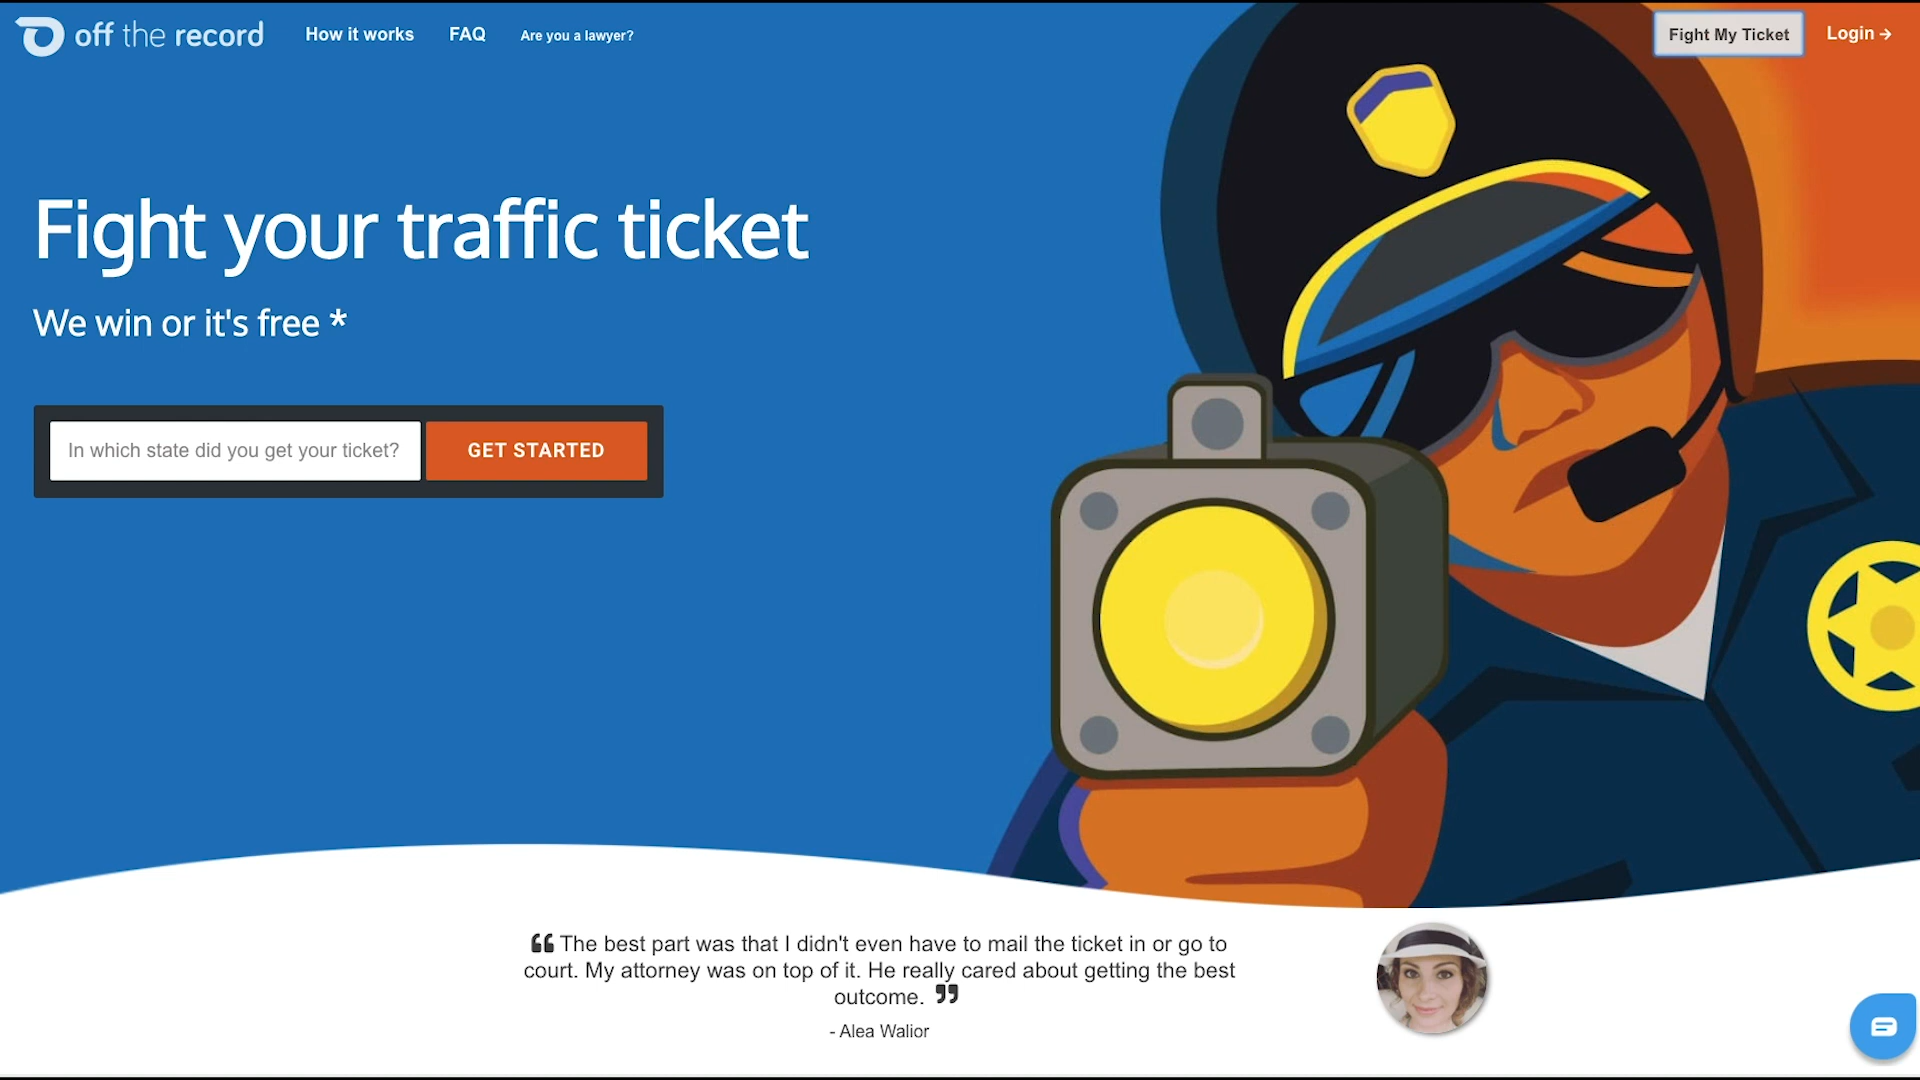 off the record
How it works
FAQ
Are you a lawyer?
Fight My Ticket
Login →
Fight your traffic ticket
We win or it's free *
In which state did you get your ticket?
GET STARTED
“ The best part was that I didn't even have to mail the ticket in or go to
court. My attorney was on top of it. He really cared about getting the best
outcome. ”
- Alea Walior